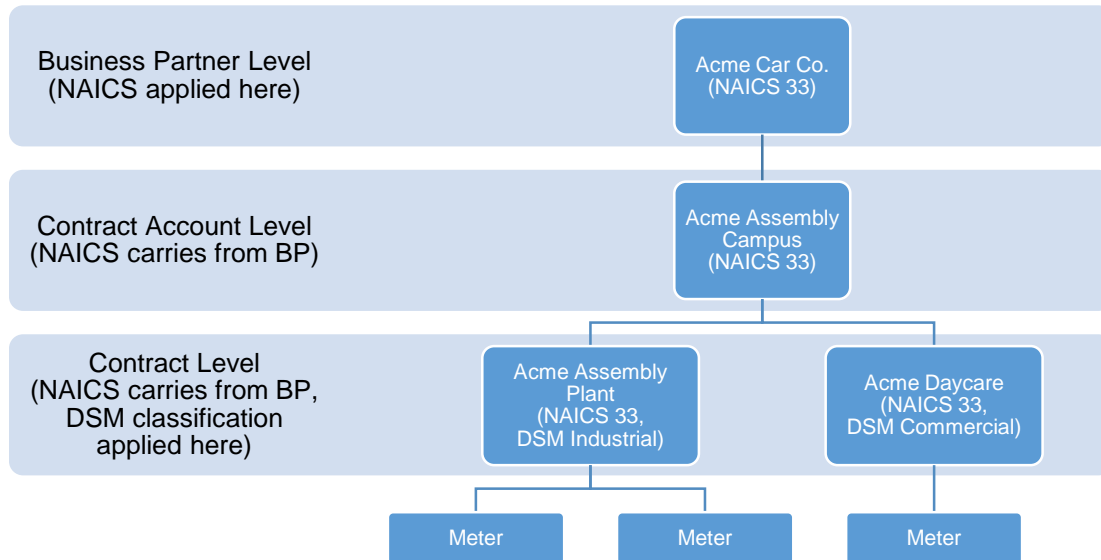 Business Partner Level
(NAICS applied here)
Acme Car Co.
(NAICS 33)
Contract Account Level
(NAICS carries from BP)
Acme Assembly
Campus
(NAICS 33)
Contract Level
(NAICS carries from BP,
DSM classification
applied here)
Acme Assembly
Plant
(NAICS 33,
DSM Industrial)
Acme Daycare
(NAICS 33,
DSM Commercial)
Meter
Meter
Meter